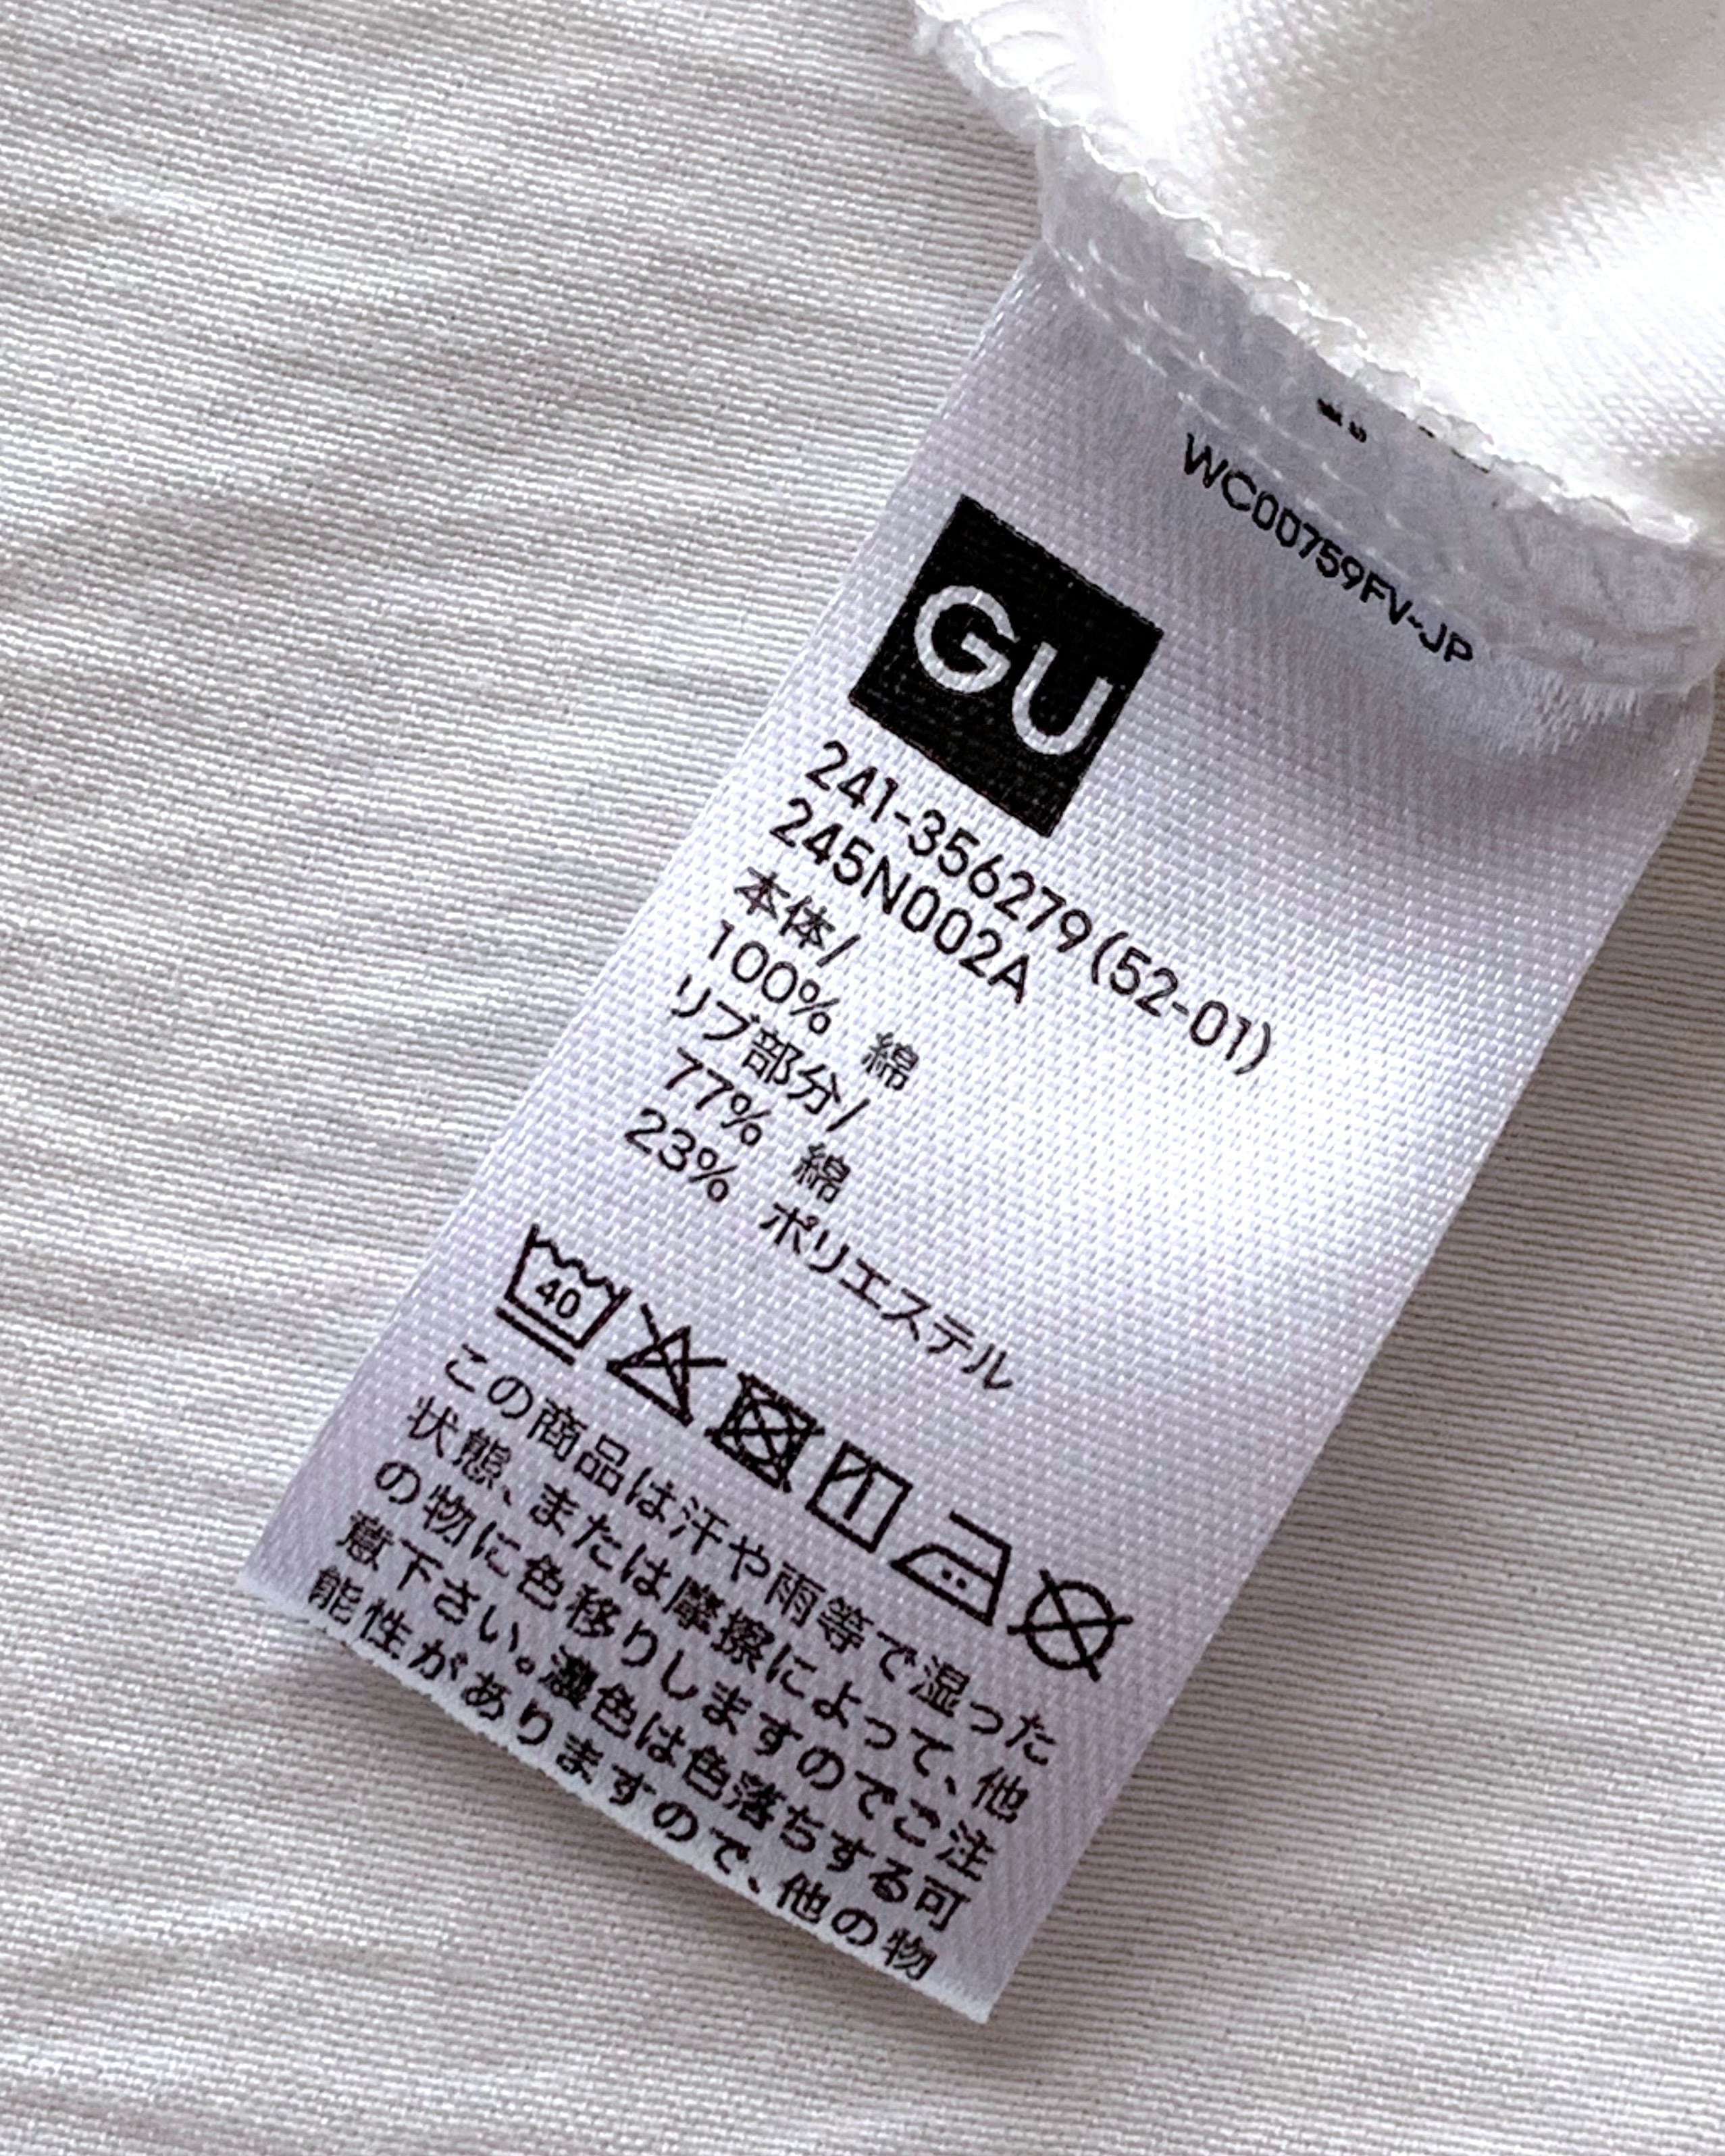 WC00759FV-JP
GU
241-356279(52-01)
245N002A
本体/
100% 綿
リブ部分/
77% 綿
23% ポリエステル
40
この商品は汗や雨等で湿った
状態、または摩擦によって、他
の物に色移りしますのでご注
意下さい。濃色は色落ちする可
能性がありますので、他の物